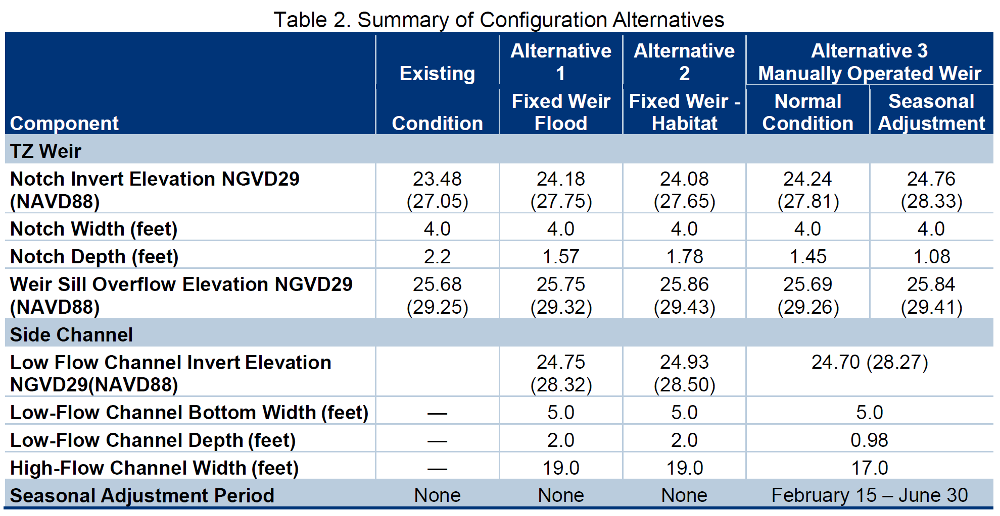 Table 2. Summary of Configuration Alternatives
Component
Existing
Condition
Alternative
1
Fixed Weir
Flood
Alternative
2
Fixed Weir -
Habitat
Alternative 3
Manually Operated Weir
Normal
Condition
Seasonal
Adjustment
TZ Weir
Notch Invert Elevation NGVD29
(NAVD88)
23.48
(27.05)
24.18
(27.75)
24.08
(27.65)
24.24
(27.81)
24.76
(28.33)
Notch Width (feet) 4.0 4.0 4.0 4.0 4.0
Notch Depth (feet) 2.2 1.57 1.78 1.45 1.08
Weir Sill Overflow Elevation NGVD29
(NAVD88)
25.68
(29.25)
25.75
(29.32)
25.86
(29.43)
25.69
(29.26)
25.84
(29.41)
Side Channel
Low Flow Channel Invert Elevation
NGVD29(NAVD88)
24.75
(28.32)
24.93
(28.50)
24.70 (28.27)
Low-Flow Channel Bottom Width (feet) — 5.0 5.0 5.0
Low-Flow Channel Depth (feet) — 2.0 2.0 0.98
High-Flow Channel Width (feet) — 19.0 19.0 17.0
Seasonal Adjustment Period None None None February 15 – June 30